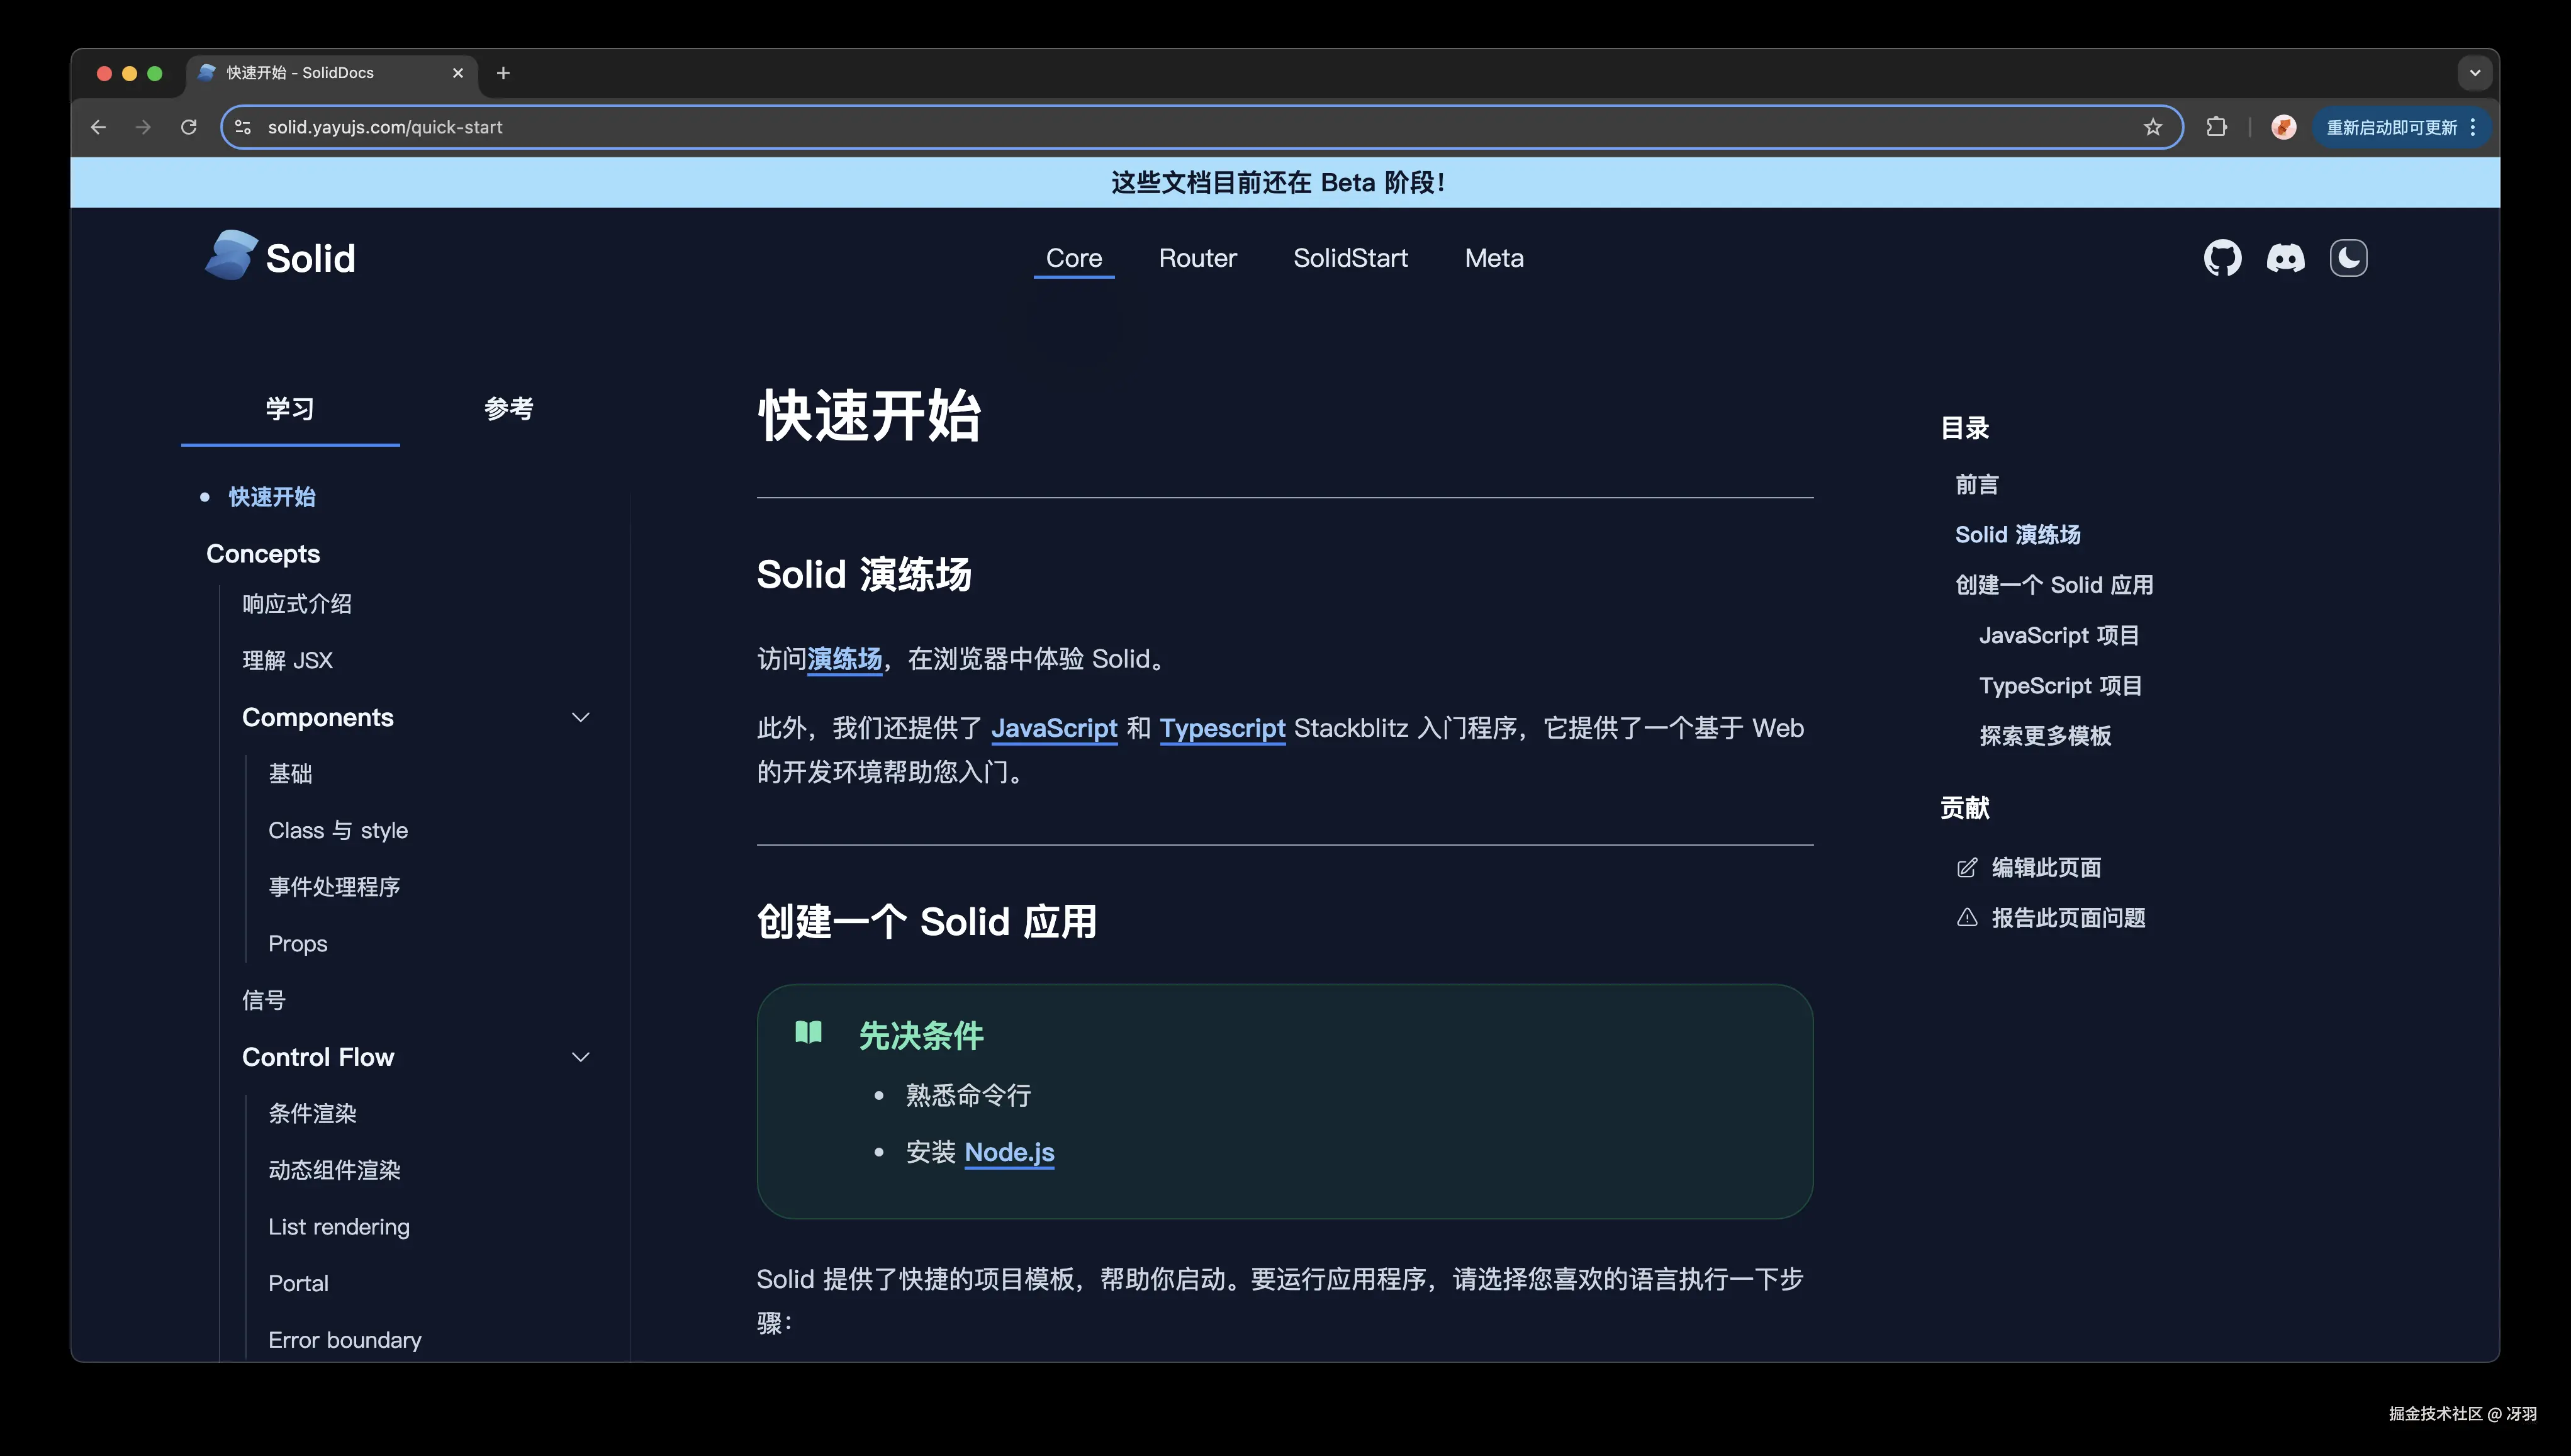 快速开始 - SolidDocs
solid.yayujs.com/quick-start
重新启动即可更新
这些文档目前还在 Beta 阶段！
Solid
Core
Router
SolidStart
Meta
学习
参考
快速开始
Concepts
响应式介绍
理解 JSX
Components
基础
Class 与 style
事件处理程序
Props
信号
Control Flow
条件渲染
动态组件渲染
List rendering
Portal
Error boundary
快速开始
Solid 演练场
访问演练场，在浏览器中体验 Solid。
此外，我们还提供了 JavaScript 和 Typescript Stackblitz 入门程序，它提供了一个基于 Web
的开发环境帮助您入门。
创建一个 Solid 应用
先决条件
熟悉命令行
安装 Node.js
Solid 提供了快捷的项目模板，帮助你启动。要运行应用程序，请选择您喜欢的语言执行一下步
骤：
目录
前言
Solid 演练场
创建一个 Solid 应用
JavaScript 项目
TypeScript 项目
探索更多模板
贡献
编辑此页面
报告此页面问题
掘金技术社区 @ 冴羽